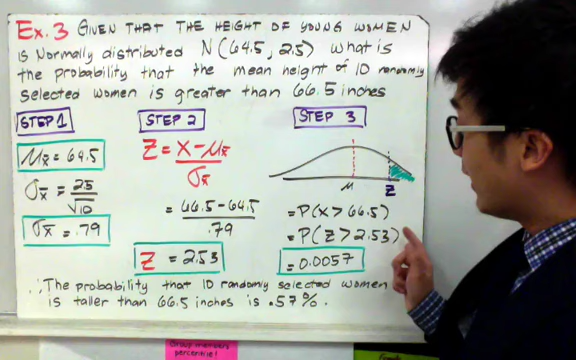 Ex. 3 GIVEN THAT THE HEIGHT OF YOUNG WOMEN
is Normally distributed N(64.5, 2.5) what is
the probability that the mean height of 10 randomly
selected women is greater than 66.5 inches
STEP 1
μx̄ = 64.5
σx̄ = 2.5/√10
σx̄ = .79
STEP 2
Z = X - μx̄/σx̄
= 66.5 - 64.5/.79
Z = 2.53
STEP 3
μ Z
= P(X > 66.5)
= P(Z > 2.53)
= 0.0057
∴ The probability that 10 randomly selected women
is taller than 66.5 inches is .57%.
Group members
percentile!